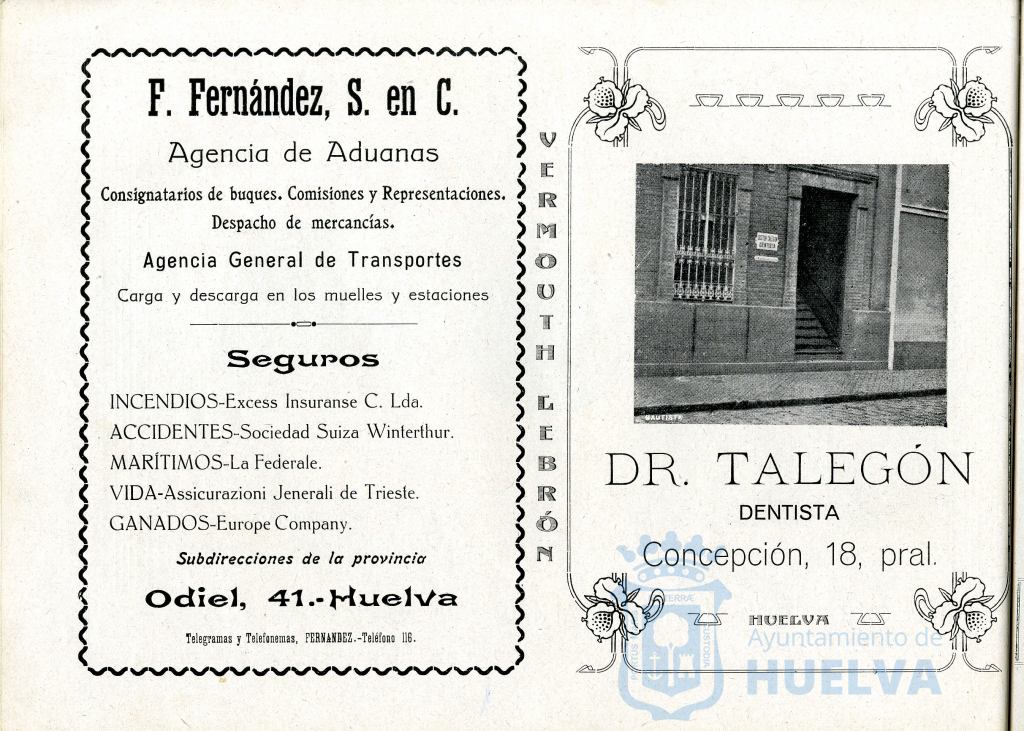 F. Fernández, S. en C.
Agencia de Aduanas
Consignatarios de buques. Comisiones y Representaciones.
Despacho de mercancías.
Agencia General de Transportes
Carga y descarga en los muelles y estaciones
Seguros
INCENDIOS-Excess Insuranse C. Lda.
ACCIDENTES-Sociedad Suiza Winterthur.
MARÍTIMOS-La Federale.
VIDA-Assicurazioni Jenerali de Trieste.
GANADOS-Europe Company.
Subdirecciones de la provincia
Odiel, 41.-Huelva
Telegramas y Telefonemas, FERNANDEZ.-Teléfono 116.
VERMOUTH LEBRÓN
DENTISTA
BAUTISTA
DR. TALEGÓN
DENTISTA
Concepción, 18, pral.
HUELVA
Ayuntamiento de
HUELVA